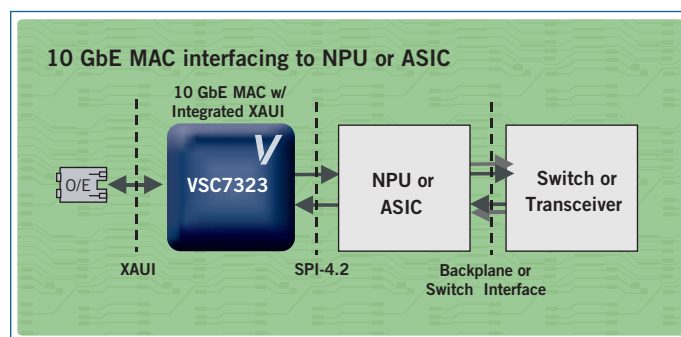 10 GbE MAC interfacing to NPU or ASIC
10 GbE MAC w/
Integrated XAUI
V
VSC7323
O/E
NPU or
ASIC
Switch or
Transceiver
XAUI
SPI-4.2
Backplane or
Switch Interface